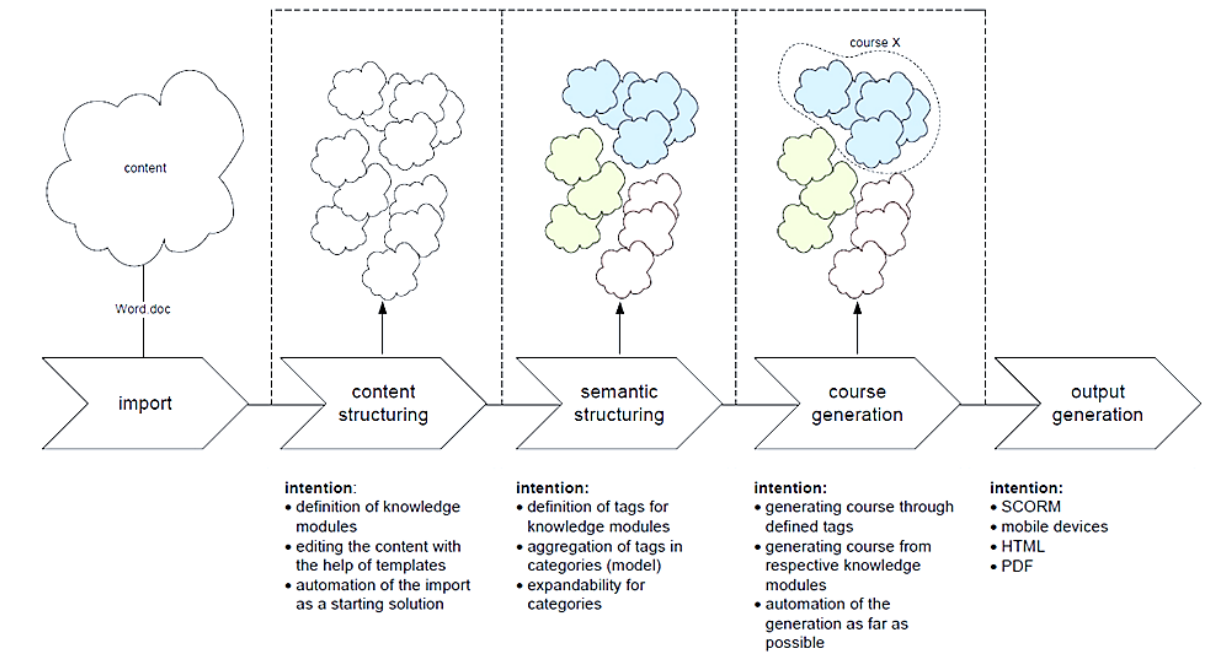 course X
content
Word.doc
import
content
structuring
semantic
structuring
course
generation
output
generation
intention:
• definition of knowledge
modules
• editing the content with
the help of templates
• automation of the import
as a starting solution
intention:
• definition of tags for
knowledge modules
• aggregation of tags in
categories (model)
• expandability for
categories
intention:
• generating course through
defined tags
• generating course from
respective knowledge
modules
• automation of the
generation as far as
possible
intention:
• SCORM
• mobile devices
• HTML
• PDF